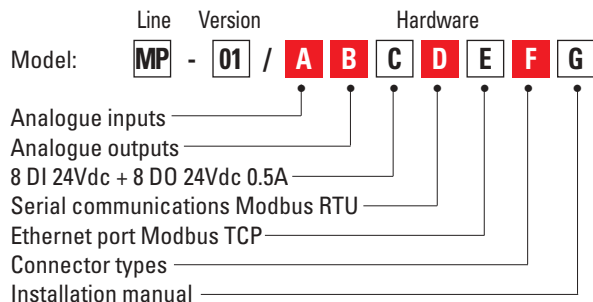 Line Version Hardware
Model: MP - 01 / A B C D E F G
Analogue inputs
Analogue outputs
8 DI 24Vdc + 8 DO 24Vdc 0.5A
Serial communications Modbus RTU
Ethernet port Modbus TCP
Connector types
Installation manual